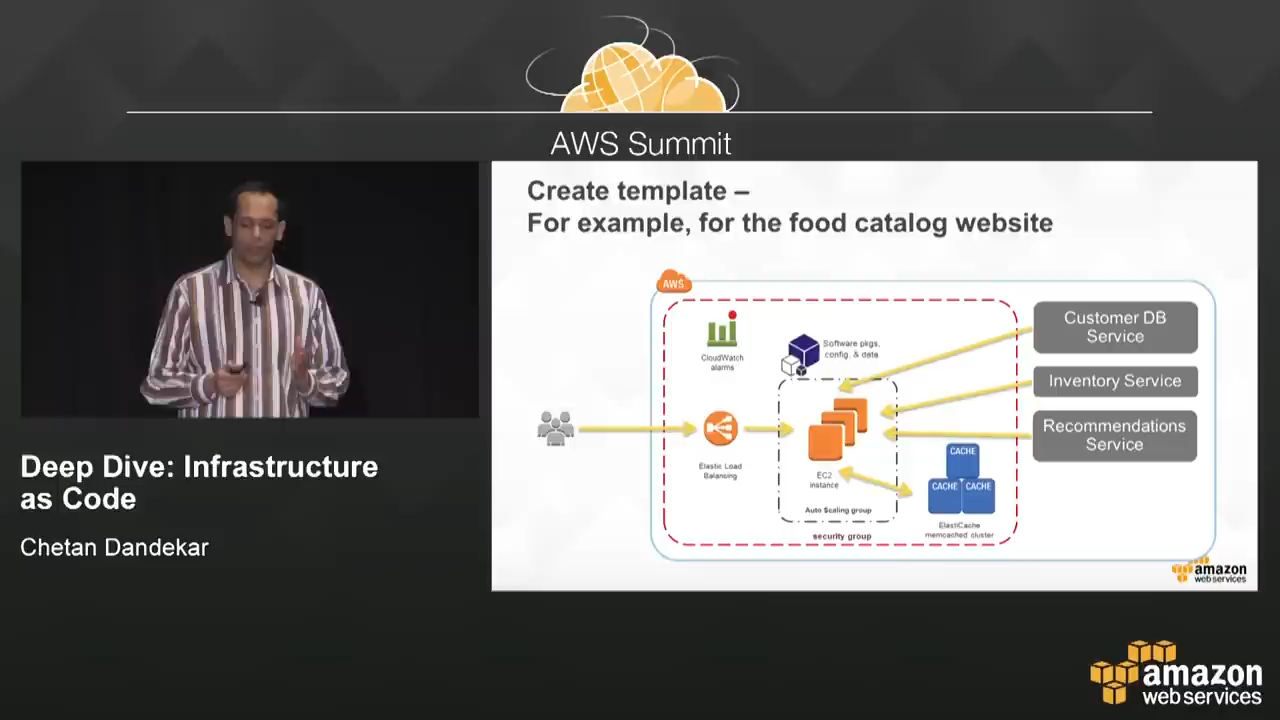 AWS Summit
Create template –
For example, for the food catalog website
AWS
CloudWatch
alarms
Software pkgs,
config, & data
Customer DB
Service
Inventory Service
Recommendations
Service
Elastic Load
Balancing
EC2
instance
Auto Scaling group
security group
CACHE
CACHE
CACHE
ElastiCache
memcached cluster
amazon
web services
Deep Dive: Infrastructure
as Code
Chetan Dandekar
amazon
web services